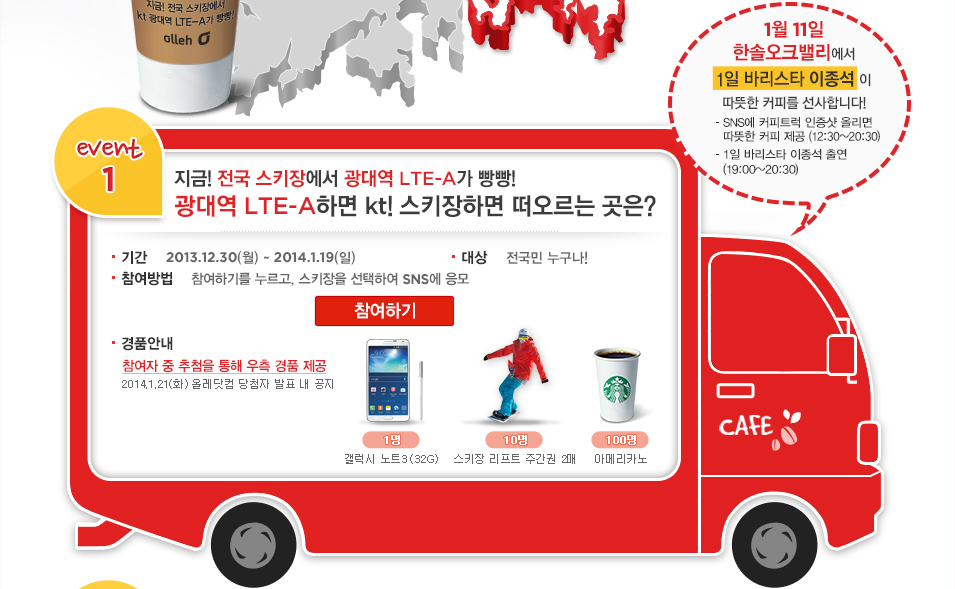 지금! 전국 스키장에서
kt 광대역 LTE-A가 빵빵!
olleh
1월 11일
한솔오크밸리에서
1일 바리스타 이종석 이
따뜻한 커피를 선사합니다!
- SNS에 커피트럭 인증샷 올리면
따뜻한 커피 제공 (12:30~20:30)
- 1일 바리스타 이종석 출연
(19:00~20:30)
event
1
지금! 전국 스키장에서 광대역 LTE-A가 빵빵!
광대역 LTE-A하면 kt! 스키장하면 떠오르는 곳은?
· 기간 2013.12.30(월) ~ 2014.1.19(일) · 대상 전국민 누구나!
· 참여방법 참여하기를 누르고, 스키장을 선택하여 SNS에 응모
참여하기
· 경품안내
참여자 중 추첨을 통해 우측 경품 제공
2014.1.21(화) 올레닷컴 당첨자 발표 내 공지
1명 10명 100명
갤럭시 노트3 (32G) 스키장 리프트 주간권 2매 아메리카노
CAFE